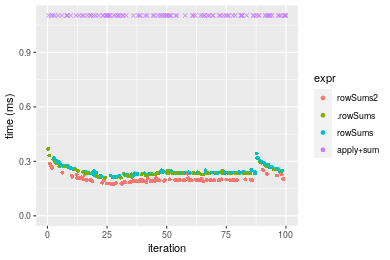 0.9
0.6
0.3
0.0
time (ms)
0 25 50 75 100
iteration
expr
rowSums2
.rowSums
rowSums
apply+sum